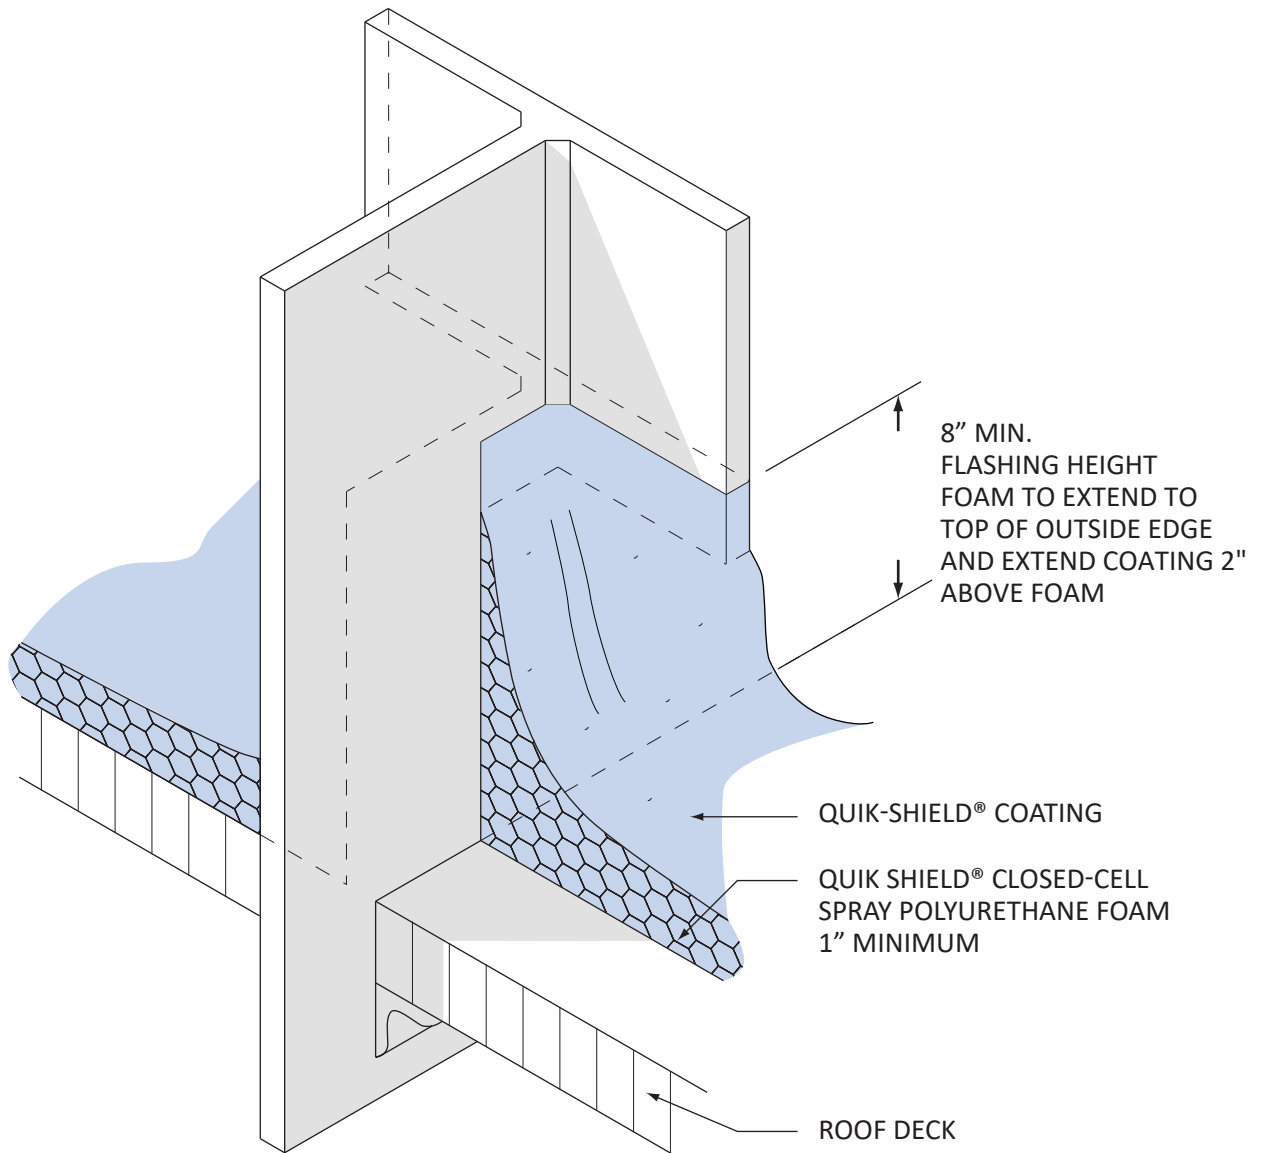 8” MIN.
FLASHING HEIGHT
FOAM TO EXTEND TO
TOP OF OUTSIDE EDGE
AND EXTEND COATING 2"
ABOVE FOAM
QUIK-SHIELD® COATING
QUIK SHIELD® CLOSED-CELL
SPRAY POLYURETHANE FOAM
1” MINIMUM
ROOF DECK